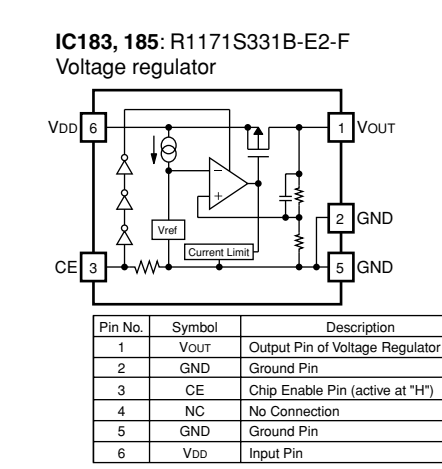 IC183, 185: R1171S331B-E2-F
Voltage regulator
VDD 6 1 VOUT
− +
Vref
2 GND
Current Limit
CE 3 5 GND
Pin No. Symbol Description
1 VOUT Output Pin of Voltage Regulator
2 GND Ground Pin
3 CE Chip Enable Pin (active at "H")
4 NC No Connection
5 GND Ground Pin
6 VDD Input Pin